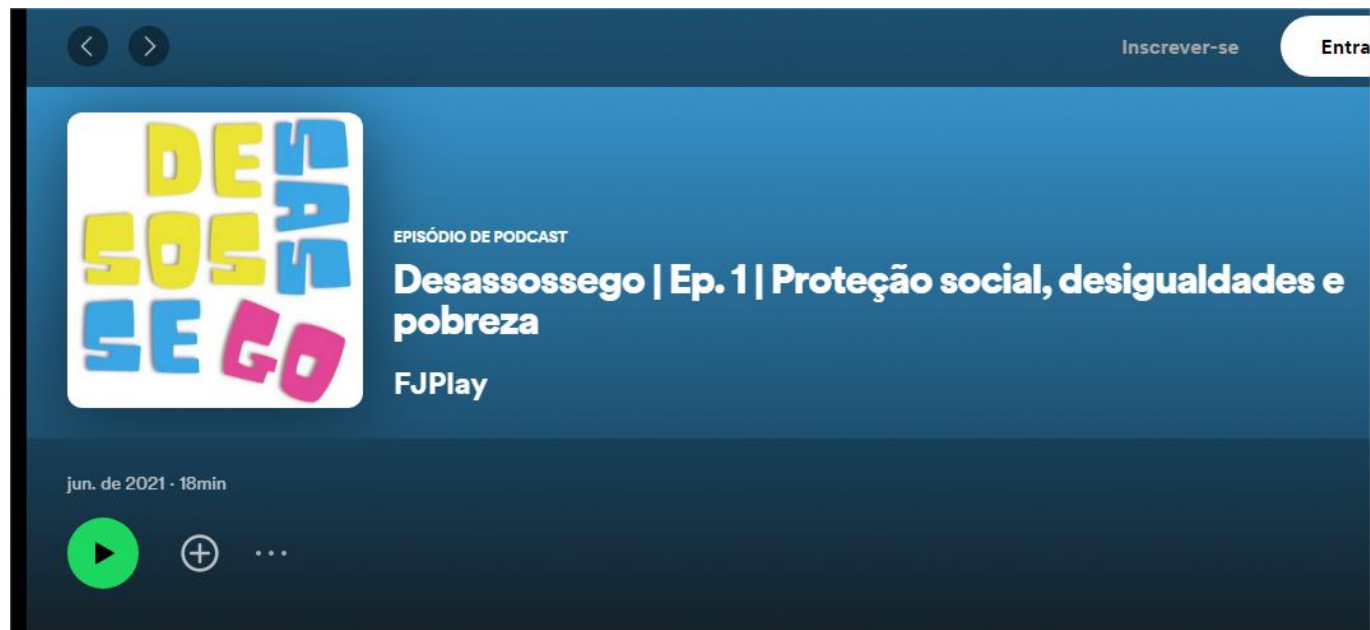 Inscrever-se
Entra
DE
SAS
SOS
SE GO
EPISÓDIO DE PODCAST
Desassossego | Ep. 1 | Proteção social, desigualdades e
pobreza
FJPlay
jun. de 2021 · 18min